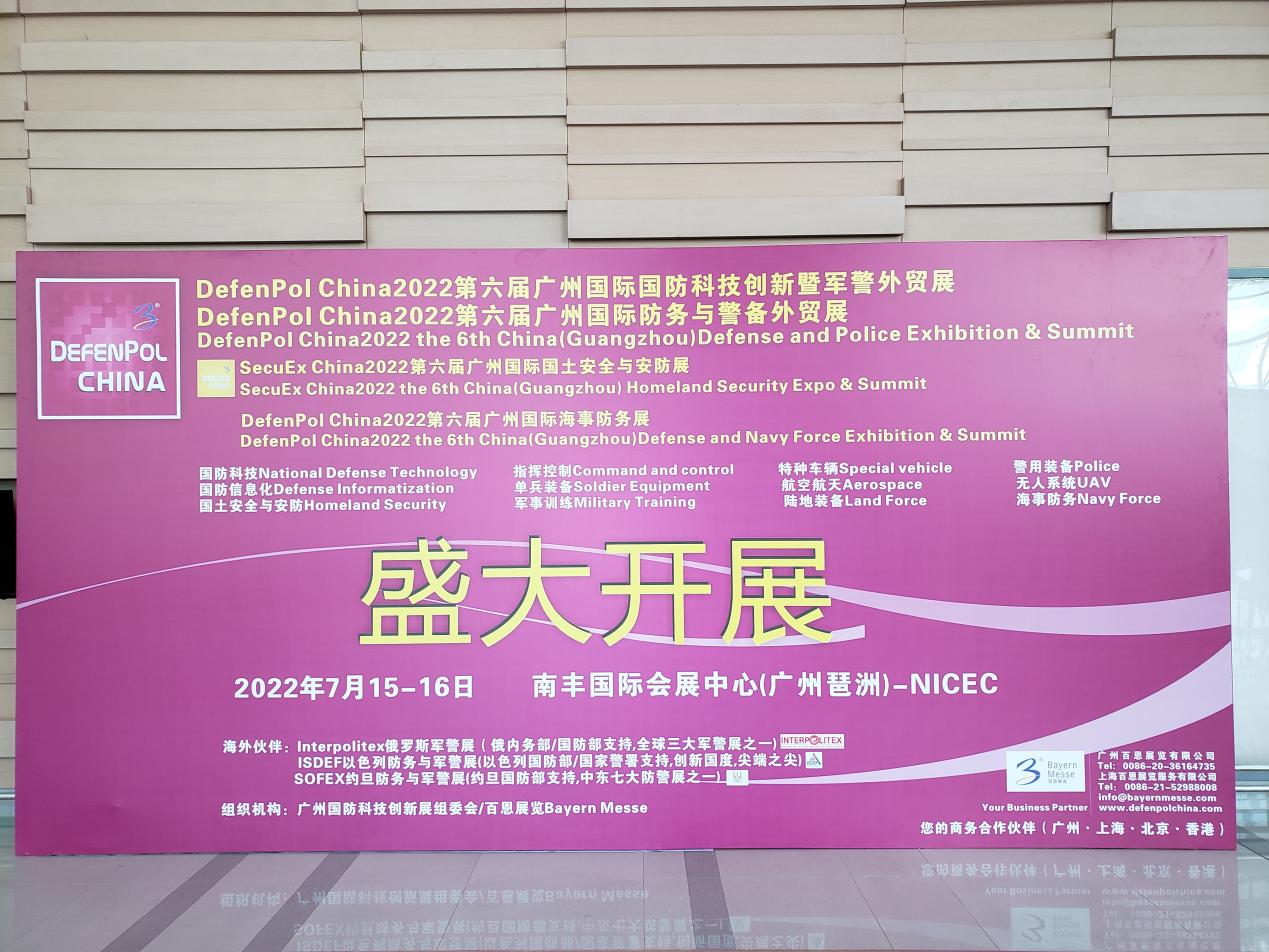 DEFENPOL
CHINA
DefenPol China2022第六届广州国际国防科技创新暨军警外贸展
DefenPol China2022第六届广州国际防务与警备外贸展
DefenPol China2022 the 6th China(Guangzhou)Defense and Police Exhibition & Summit
SECUEX
CHINA
SecuEx China2022第六届广州国际国土安全与安防展
SecuEx China2022 the 6th China(Guangzhou) Homeland Security Expo & Summit
DefenPol China2022第六届广州国际海事防务展
DefenPol China2022 the 6th China(Guangzhou)Defense and Navy Force Exhibition & Summit
国防科技National Defense Technology 指挥控制Command and control 特种车辆Special vehicle 警用装备Police
国防信息化Defense Informatization 单兵装备Soldier Equipment 航空航天Aerospace 无人系统UAV
国土安全与安防Homeland Security 军事训练Military Training 陆地装备Land Force 海事防务Navy Force
盛大开展
2022年7月15-16日 南丰国际会展中心(广州琶洲)-NICEC
海外伙伴：Interpolitex俄罗斯军警展（俄内务部/国防部支持,全球三大军警展之一) INTERPOLITEX
ISDEF以色列防务与军警展(以色列国防部/国家警署支持,创新国度,尖端之尖)
SOFEX约旦防务与军警展(约旦国防部支持,中东七大防警展之一)
组织机构：广州国防科技创新展组委会/百恩展览Bayern Messe
Bayern
Messe
百恩展览
Your Business Partner
广州百恩展览有限公司
Tel：0086-20-36164735
上海百恩展览服务有限公司
Tel：0086-21-52988008
info@bayernmesse.com
www.defenpolchina.com
您的商务合作伙伴（广州·上海·北京·香港）